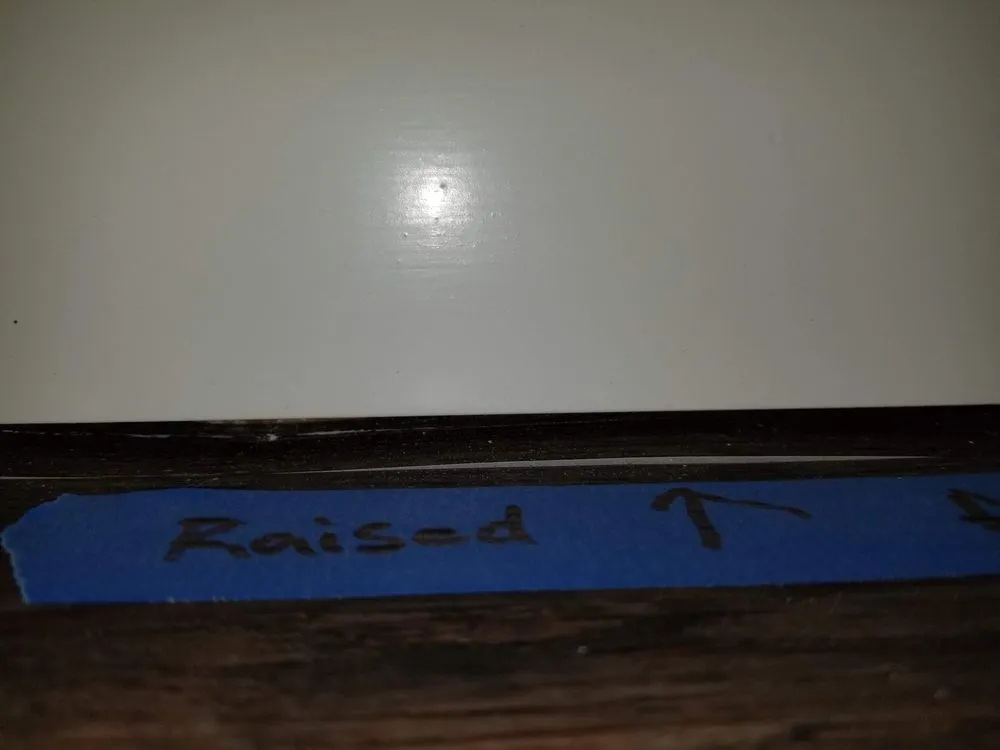 Raised ↑